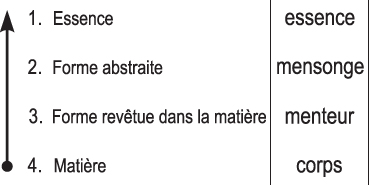 1. Essence essence
2. Forme abstraite mensonge
3. Forme revêtue dans la matière menteur
4. Matière corps